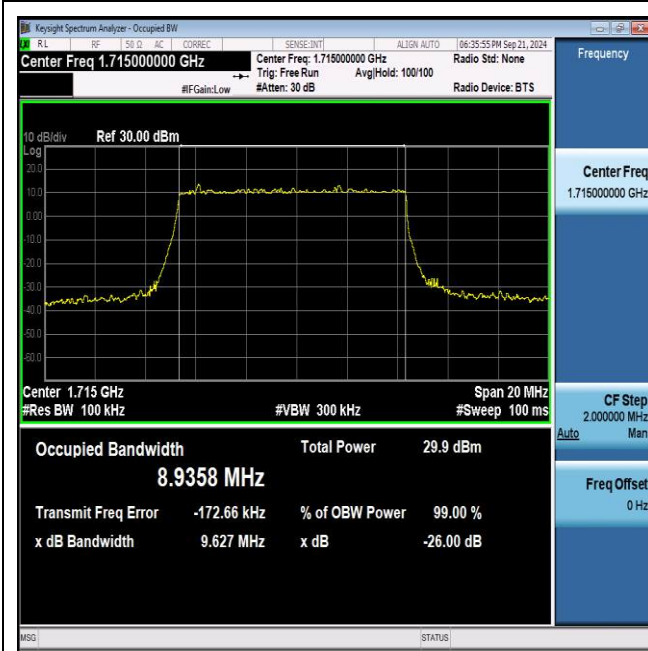 Keysight Spectrum Analyzer - Occupied BW
RL RF 50 Ω AC CORREC SENSE:INT ALIGN AUTO 06:35:55 PM Sep 21, 2024
Center Freq 1.715000000 GHz
Center Freq: 1.715000000 GHz Radio Std: None
Trig: Free Run Avg|Hold: 100/100
#IFGain:Low #Atten: 30 dB Radio Device: BTS
10 dB/div Ref 30.00 dBm
Log
20.0
10.0
0.00
-10.0
-20.0
-30.0
-40.0
-50.0
-60.0
Center 1.715 GHz Span 20 MHz
#Res BW 100 kHz #VBW 300 kHz #Sweep 100 ms
Occupied Bandwidth Total Power 29.9 dBm
8.9358 MHz
Transmit Freq Error -172.66 kHz % of OBW Power 99.00 %
x dB Bandwidth 9.627 MHz x dB -26.00 dB
MSG STATUS
Frequency
Center Freq
1.715000000 GHz
CF Step
2.000000 MHz
Auto Man
Freq Offset
0 Hz